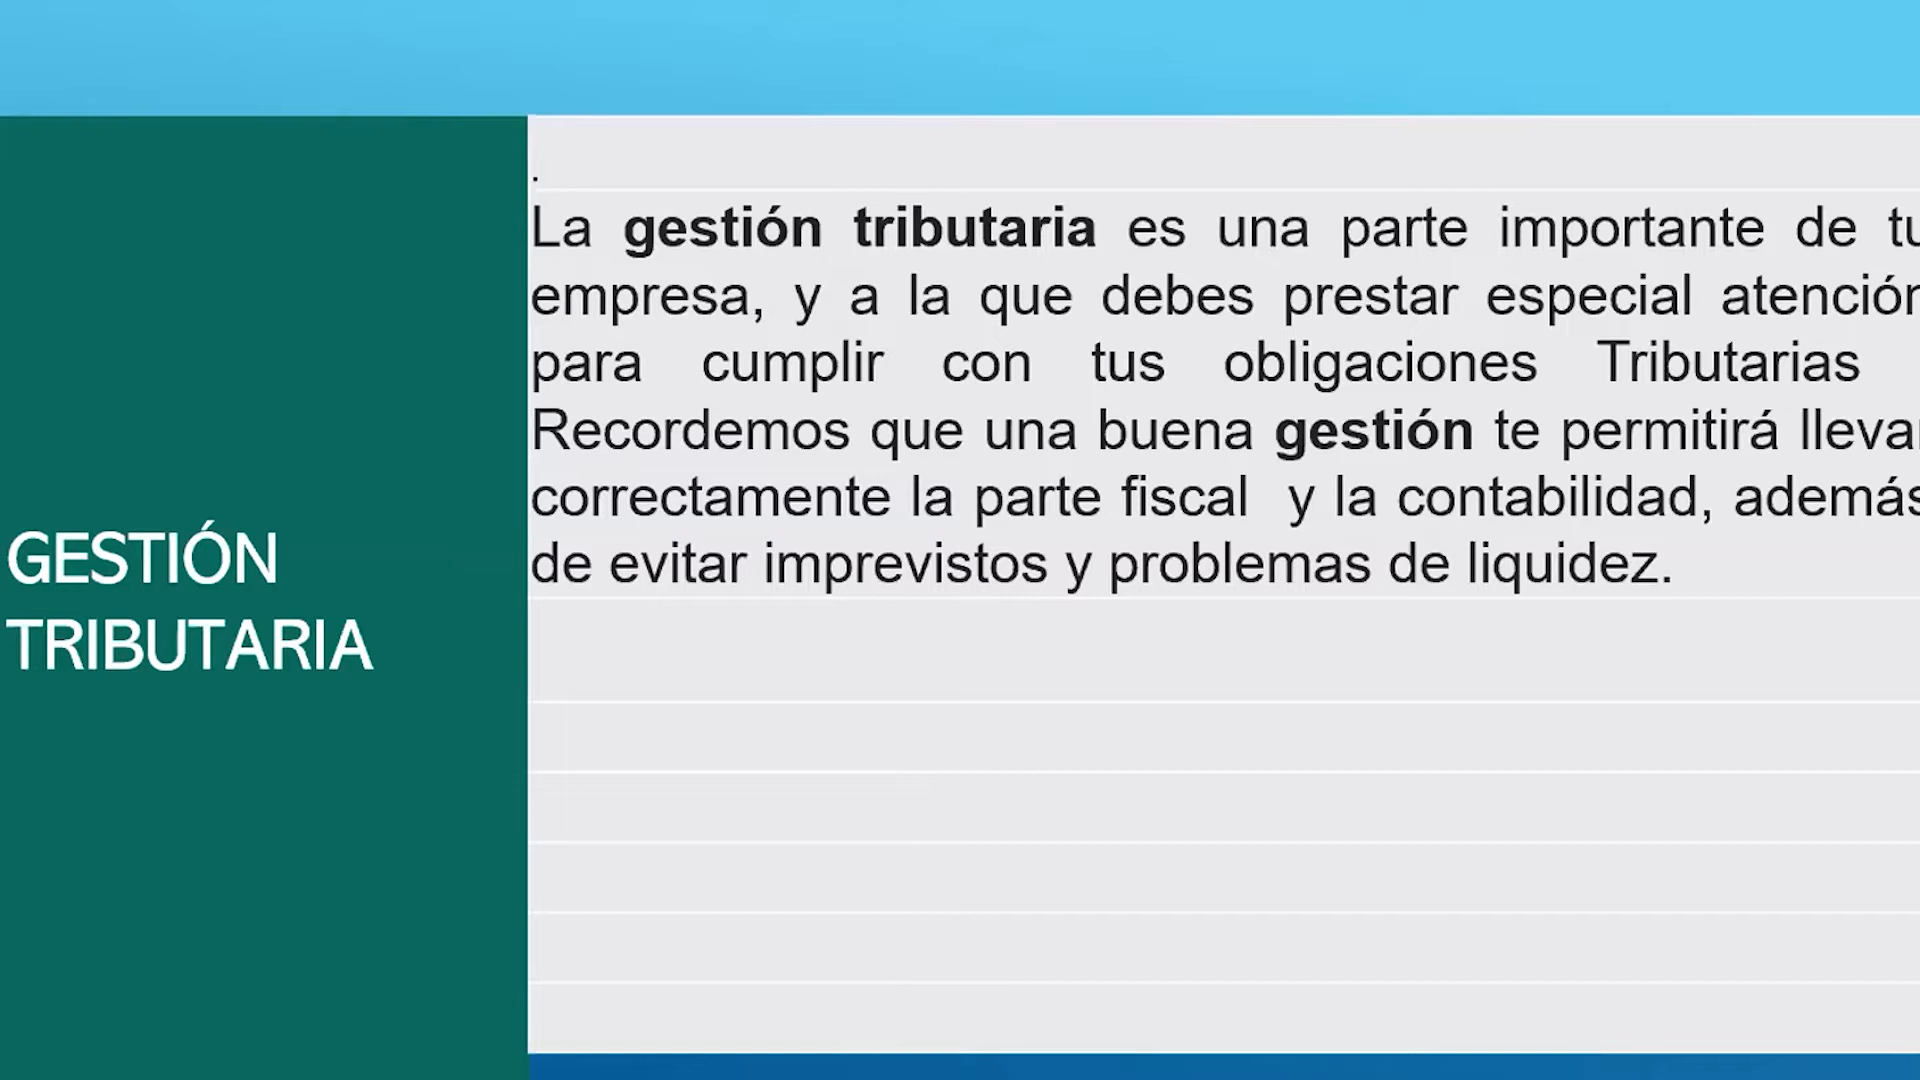 GESTIÓN
TRIBUTARIA
.
La gestión tributaria es una parte importante de tu
empresa, y a la que debes prestar especial atención
para cumplir con tus obligaciones Tributarias
Recordemos que una buena gestión te permitirá llevar
correctamente la parte fiscal y la contabilidad, además
de evitar imprevistos y problemas de liquidez.